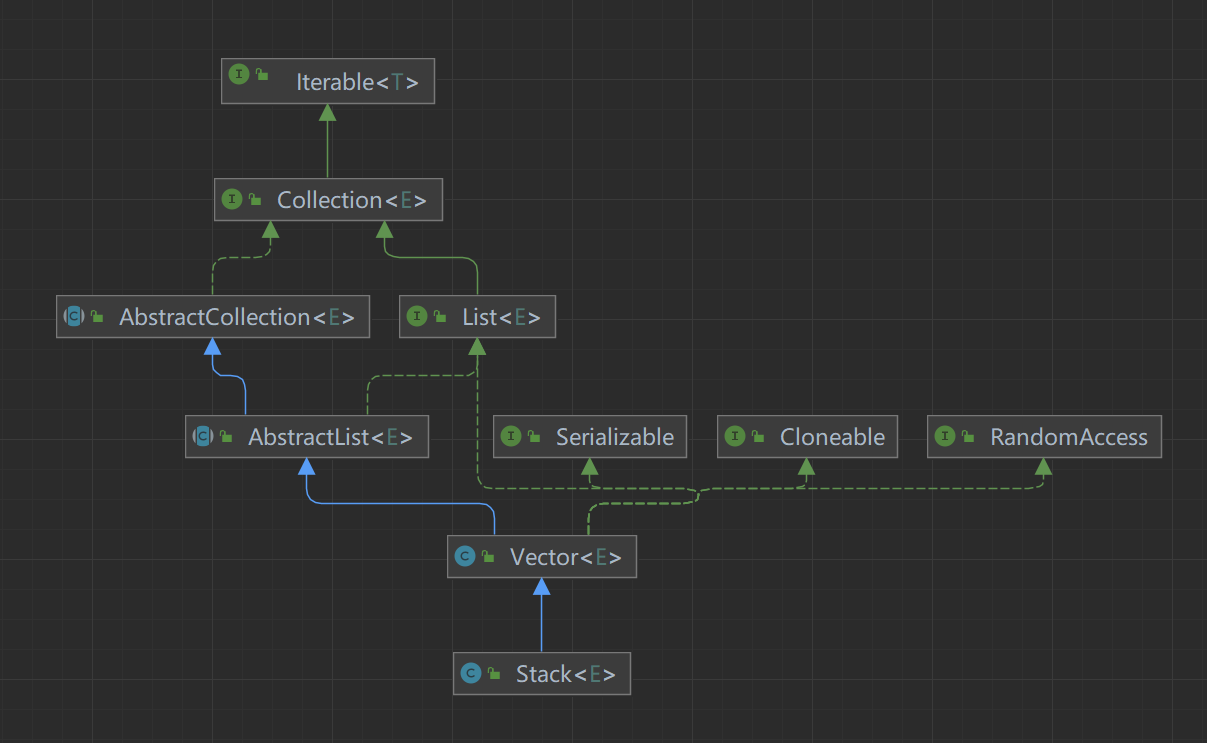 Iterable<T>
Collection<E>
AbstractCollection<E>
List<E>
AbstractList<E>
Serializable
Cloneable
RandomAccess
Vector<E>
Stack<E>